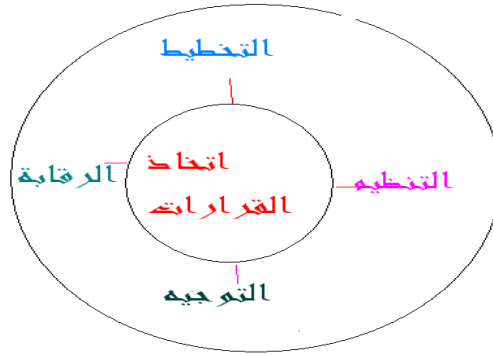 التخطيط
اتخاذ
الرقابة
التنظيم
القرارات
التوجيه